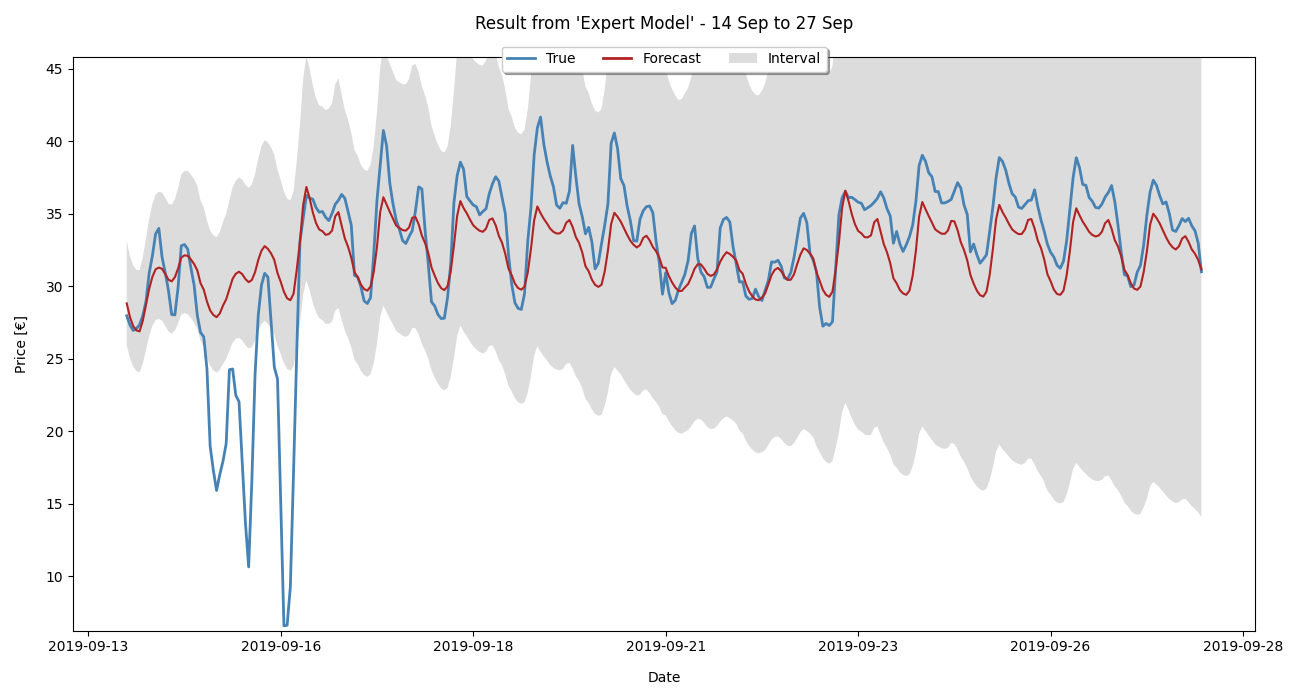 Result from 'Expert Model' - 14 Sep to 27 Sep
True Forecast Interval
45
40
35
30
25
20
15
10
Price [€]
2019-09-13 2019-09-16 2019-09-18 2019-09-21 2019-09-23 2019-09-26 2019-09-28
Date